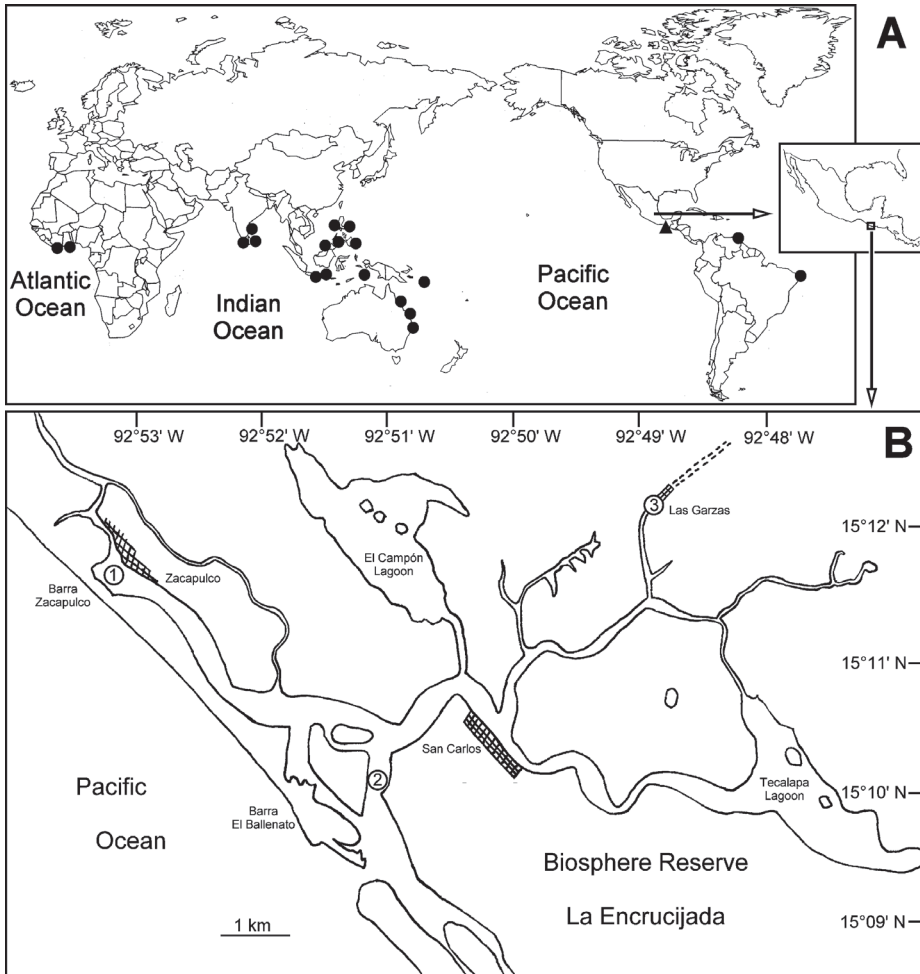 A
Atlantic
Ocean
Indian
Ocean
Pacific
Ocean
B
92°53' W
92°52' W
92°51' W
92°50' W
92°49' W
92°48' W
3
Las Garzas
15°12' N
El Campón
Lagoon
1
Zacapulco
Barra
Zacapulco
15°11' N
San Carlos
2
Tecalapa
Lagoon
15°10' N
Pacific
Ocean
Barra
El Ballenato
Biosphere Reserve
La Encrucijada
1 km
15°09' N